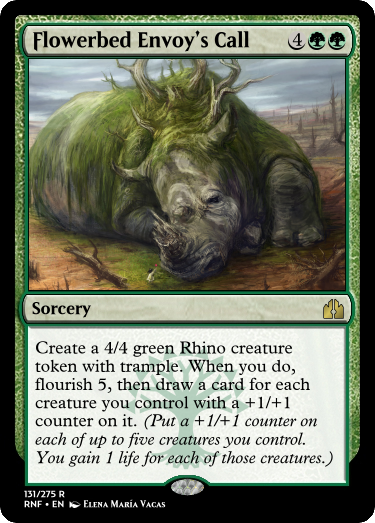 Flowerbed Envoy's Call 4
Sorcery
Create a 4/4 green Rhino creature
token with trample. When you do,
flourish 5, then draw a card for each
creature you control with a +1/+1
counter on it. (Put a +1/+1 counter on
each of up to five creatures you control.
You gain 1 life for each of those creatures.)
131/275 R
RNF • EN Elena María Vacas